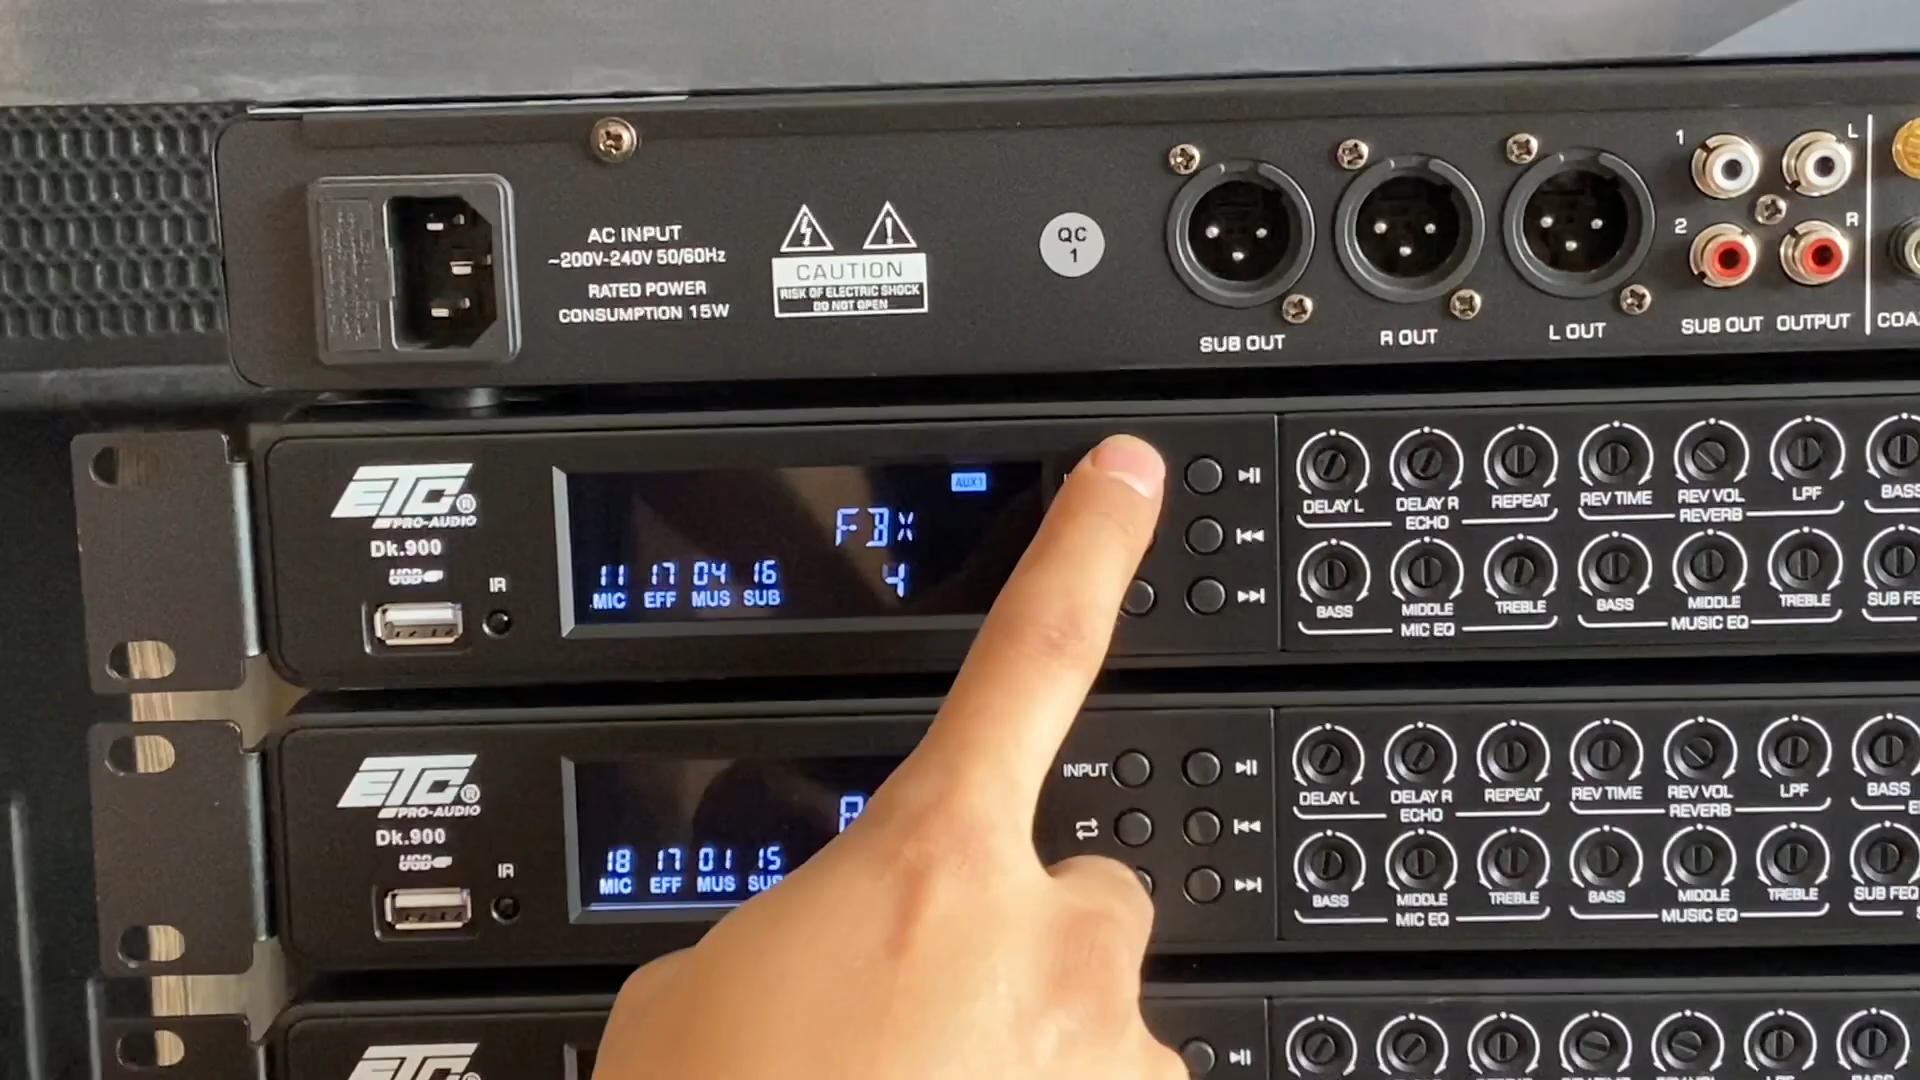 AC INPUT
~200V-240V 50/60Hz
RATED POWER
CONSUMPTION 15W
CAUTION
RISK OF ELECTRIC SHOCK
DO NOT OPEN
QC
1
SUB OUT
R OUT
L OUT
1
L
2
R
SUB OUT OUTPUT
ETC®
PRO-AUDIO
Dk.900
USB
IR
AUX1
FBX
4
11 17 04 16
MIC EFF MUS SUB
DELAY L DELAY R REPEAT
ECHO
REV TIME REV VOL LPF
REVERB
BASS
BASS MIDDLE TREBLE
MIC EQ
BASS MIDDLE TREBLE
MUSIC EQ
ETC®
PRO-AUDIO
Dk.900
USB
IR
18 17 01 15
MIC EFF MUS
INPUT
DELAY L DELAY R REPEAT
ECHO
REV TIME REV VOL LPF
REVERB
BASS
BASS MIDDLE TREBLE
MIC EQ
BASS MIDDLE TREBLE
MUSIC EQ
SUB FEQ
ETC®